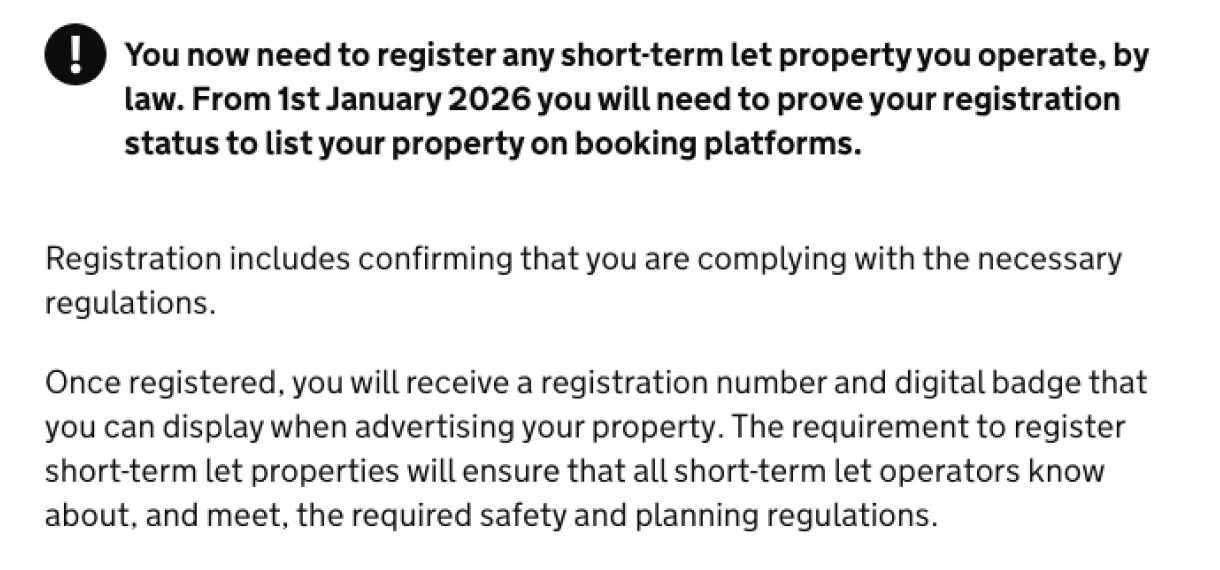 You now need to register any short-term let property you operate, by
law. From 1st January 2026 you will need to prove your registration
status to list your property on booking platforms.
Registration includes confirming that you are complying with the necessary
regulations.
Once registered, you will receive a registration number and digital badge that
you can display when advertising your property. The requirement to register
short-term let properties will ensure that all short-term let operators know
about, and meet, the required safety and planning regulations.